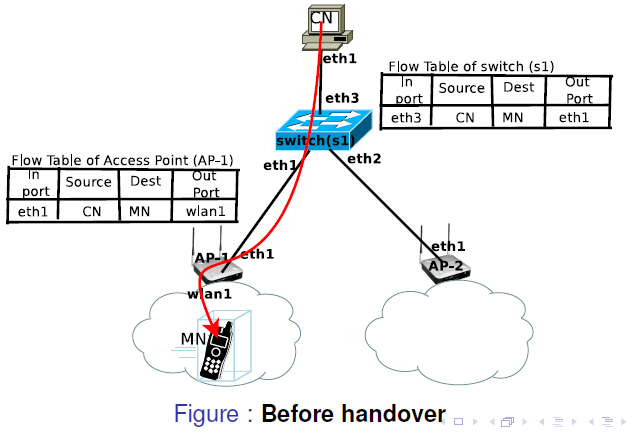 CN
eth1
Flow Table of switch (s1)
In port Source Dest Out Port
eth3 CN MN eth1
eth3
switch(s1)
eth1
eth2
Flow Table of Access Point (AP-1)
In port Source Dest Out Port
eth1 CN MN wlan1
AP-1
eth1
eth1
AP-2
wlan1
MN
Figure : Before handover